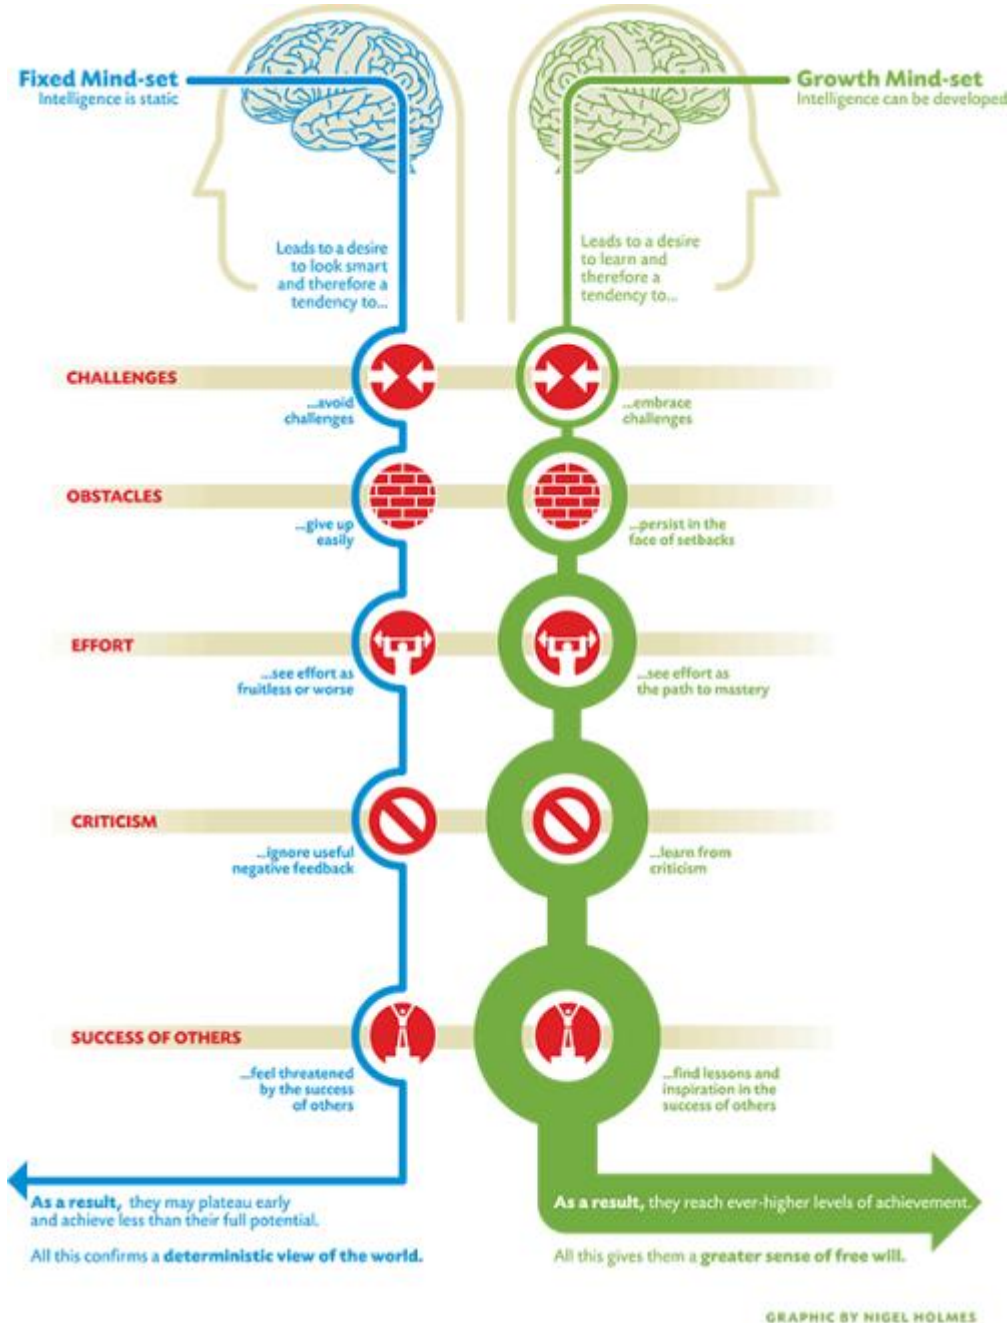 Fixed Mind-set
Intelligence is static
Growth Mind-set
Intelligence can be developed
Leads to a desire
to look smart
and therefore a
tendency to...
Leads to a desire
to learn and
therefore a
tendency to...
CHALLENGES
...avoid
challenges
...embrace
challenges
OBSTACLES
...give up
easily
...persist in the
face of setbacks
EFFORT
...see effort as
fruitless or worse
...see effort as
the path to mastery
CRITICISM
...ignore useful
negative feedback
...learn from
criticism
SUCCESS OF OTHERS
...feel threatened
by the success
of others
...find lessons and
inspiration in the
success of others
As a result, they may plateau early
and achieve less than their full potential.
All this confirms a deterministic view of the world.
As a result, they reach ever-higher levels of achievement.
All this gives them a greater sense of free will.
GRAPHIC BY NIGEL HOLMES